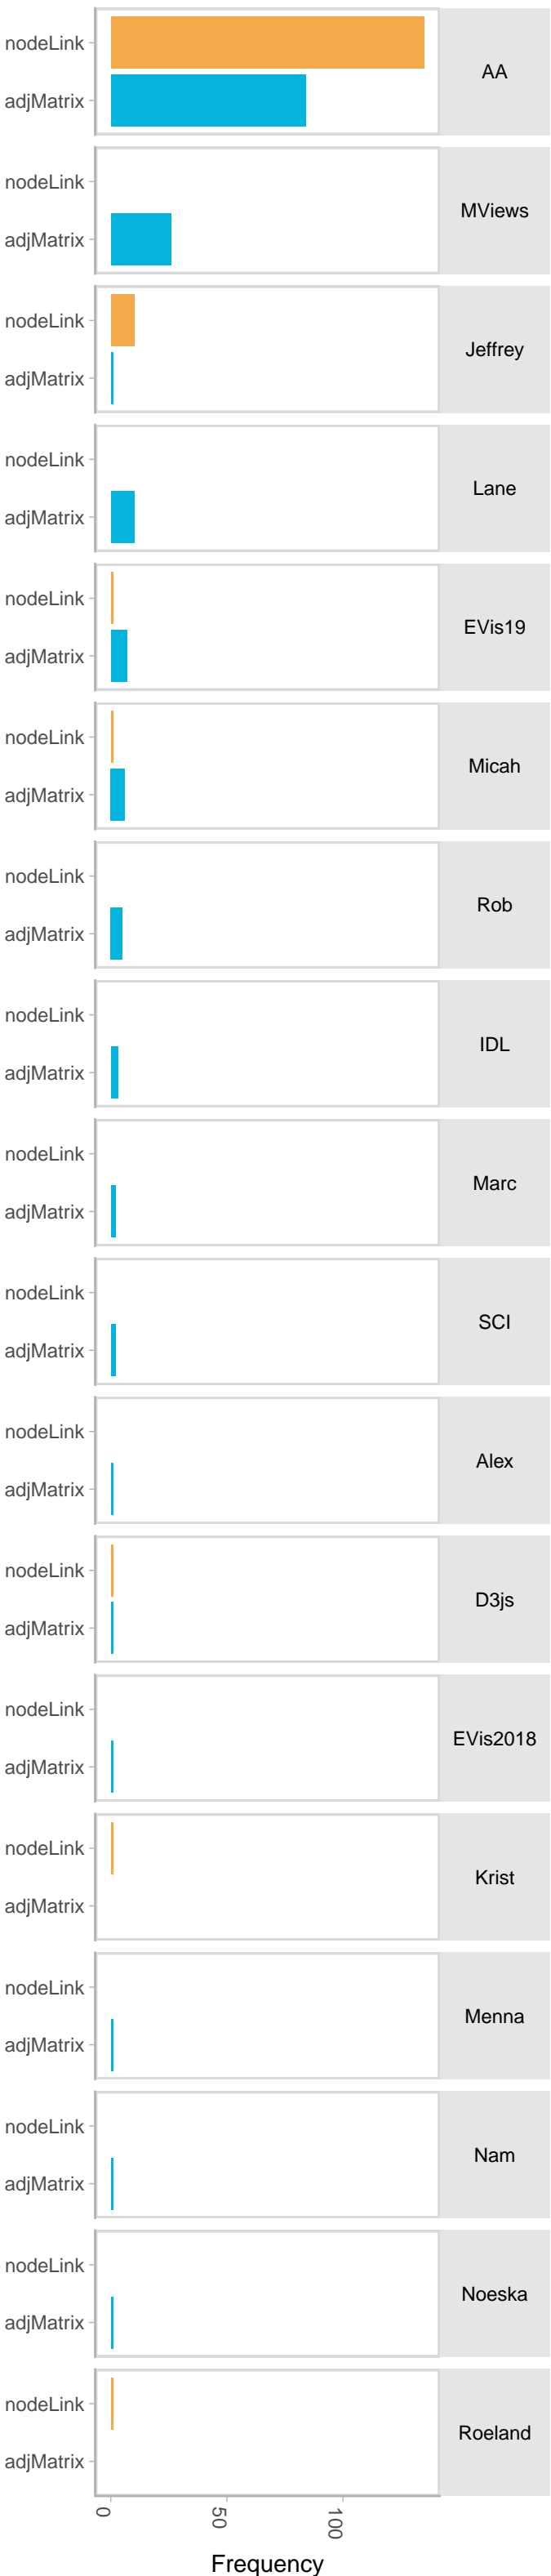 nodeLink
AA
adjMatrix
nodeLink
MViews
adjMatrix
nodeLink
Jeffrey
adjMatrix
nodeLink
Lane
adjMatrix
nodeLink
EVis19
adjMatrix
nodeLink
Micah
adjMatrix
nodeLink
Rob
adjMatrix
nodeLink
IDL
adjMatrix
nodeLink
Marc
adjMatrix
nodeLink
SCI
adjMatrix
nodeLink
Alex
adjMatrix
nodeLink
D3js
adjMatrix
nodeLink
EVis2018
adjMatrix
nodeLink
Krist
adjMatrix
nodeLink
Menna
adjMatrix
nodeLink
Nam
adjMatrix
nodeLink
Noeska
adjMatrix
nodeLink
Roeland
adjMatrix
0 50 100
Frequency